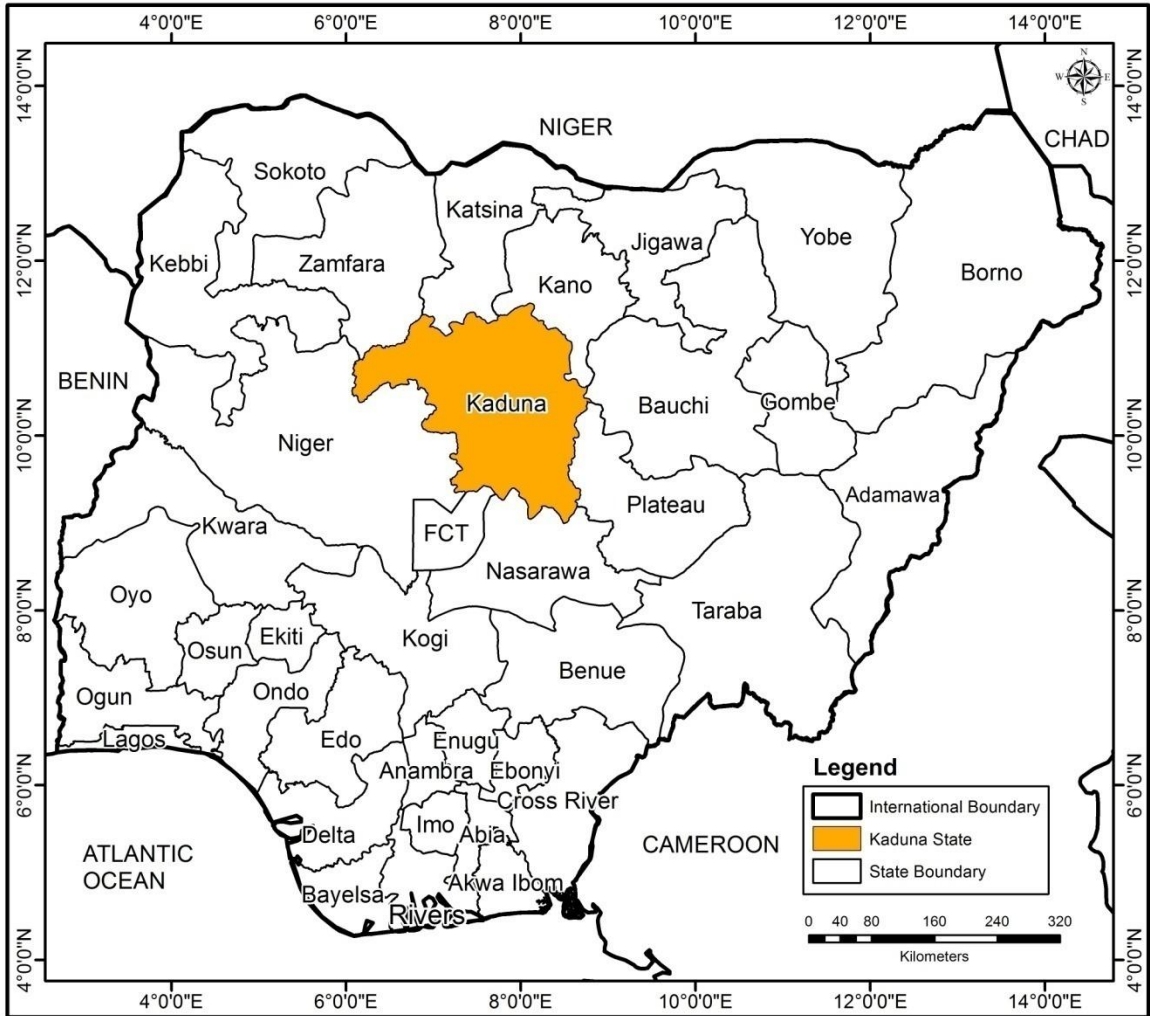 4°0'0"E 6°0'0"E 8°0'0"E 10°0'0"E 12°0'0"E 14°0'0"E
14°0'0"N
14°0'0"N
N
W E
S
NIGER
CHAD
Sokoto
Katsina
Jigawa
Yobe
12°0'0"N
Kebbi
Zamfara
Kano
Borno
12°0'0"N
BENIN
Kaduna
Bauchi
Gombe
10°0'0"N
Niger
10°0'0"N
Kwara
FCT
Plateau
Adamawa
Nasarawa
8°0'0"N
Oyo
Osun
Ekiti
Kogi
Taraba
8°0'0"N
Ogun
Ondo
Benue
Lagos
Edo
Enugu
Anambra
Ebonyi
6°0'0"N
Cross River
6°0'0"N
Delta
Imo
Abia
ATLANTIC
OCEAN
Bayelsa
Rivers
Akwa Ibom
CAMEROON
4°0'0"N
4°0'0"N
Legend
International Boundary
Kaduna State
State Boundary
0 40 80 160 240 320
Kilometers
4°0'0"E 6°0'0"E 8°0'0"E 10°0'0"E 12°0'0"E 14°0'0"E